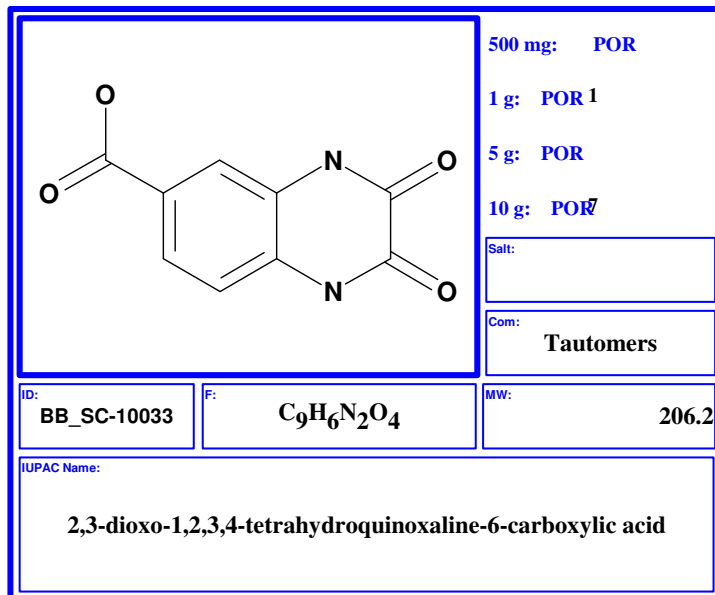 500 mg: POR
1 g: POR 1
5 g: POR
10 g: POR 7
O
O
N
O
N
O
Salt:
Com:
Tautomers
ID:
BB_SC-10033
F:
C9H6N2O4
MW:
206.2
IUPAC Name:
2,3-dioxo-1,2,3,4-tetrahydroquinoxaline-6-carboxylic acid